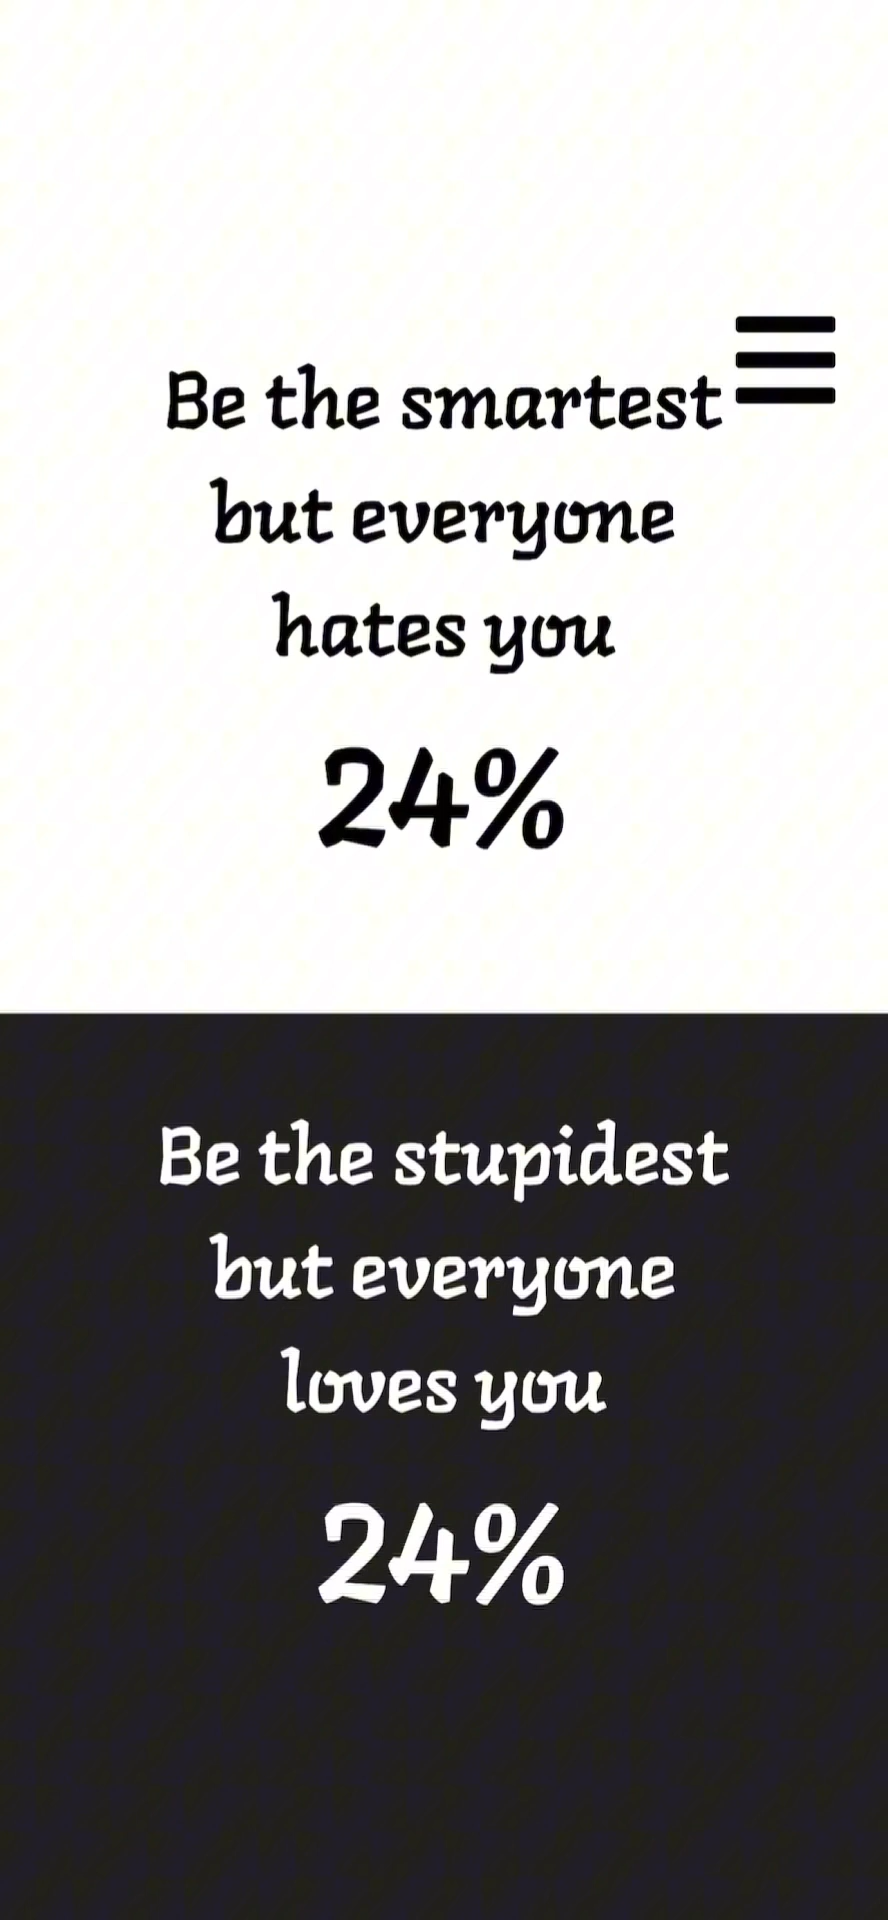 Be the smartest
but everyone
hates you
24%
Be the stupidest
but everyone
loves you
24%